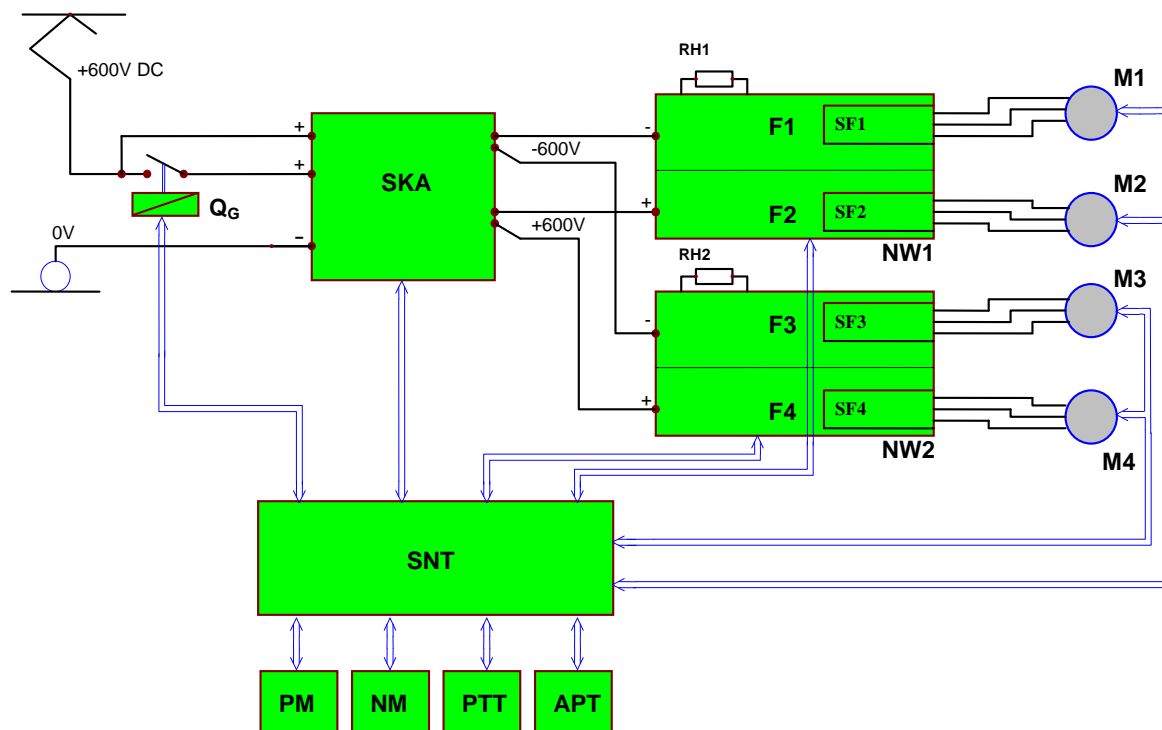 +600V DC
+
+
QG
0V
–
SKA
-600V
+600V
RH1
-
F1
SF1
+
F2
SF2
NW1
M1
M2
RH2
-
F3
SF3
+
F4
SF4
NW2
M3
M4
SNT
PM
NM
PTT
APT